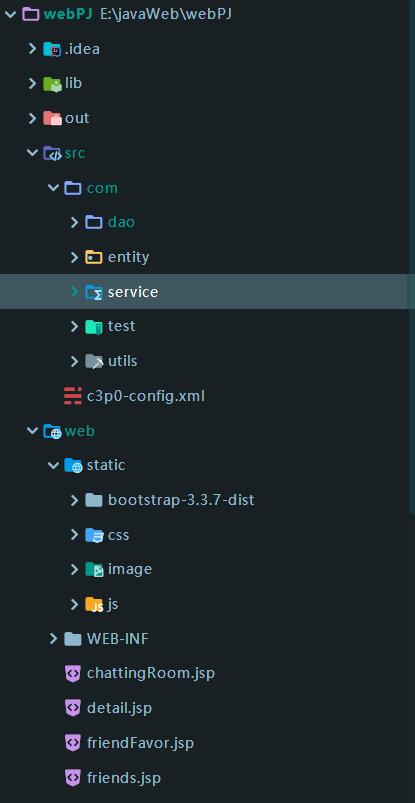 webPJ E:\javaWeb\webPJ
.idea
lib
out
src
com
dao
entity
service
test
utils
c3p0-config.xml
web
static
bootstrap-3.3.7-dist
css
image
js
WEB-INF
chattingRoom.jsp
detail.jsp
friendFavor.jsp
friends.jsp